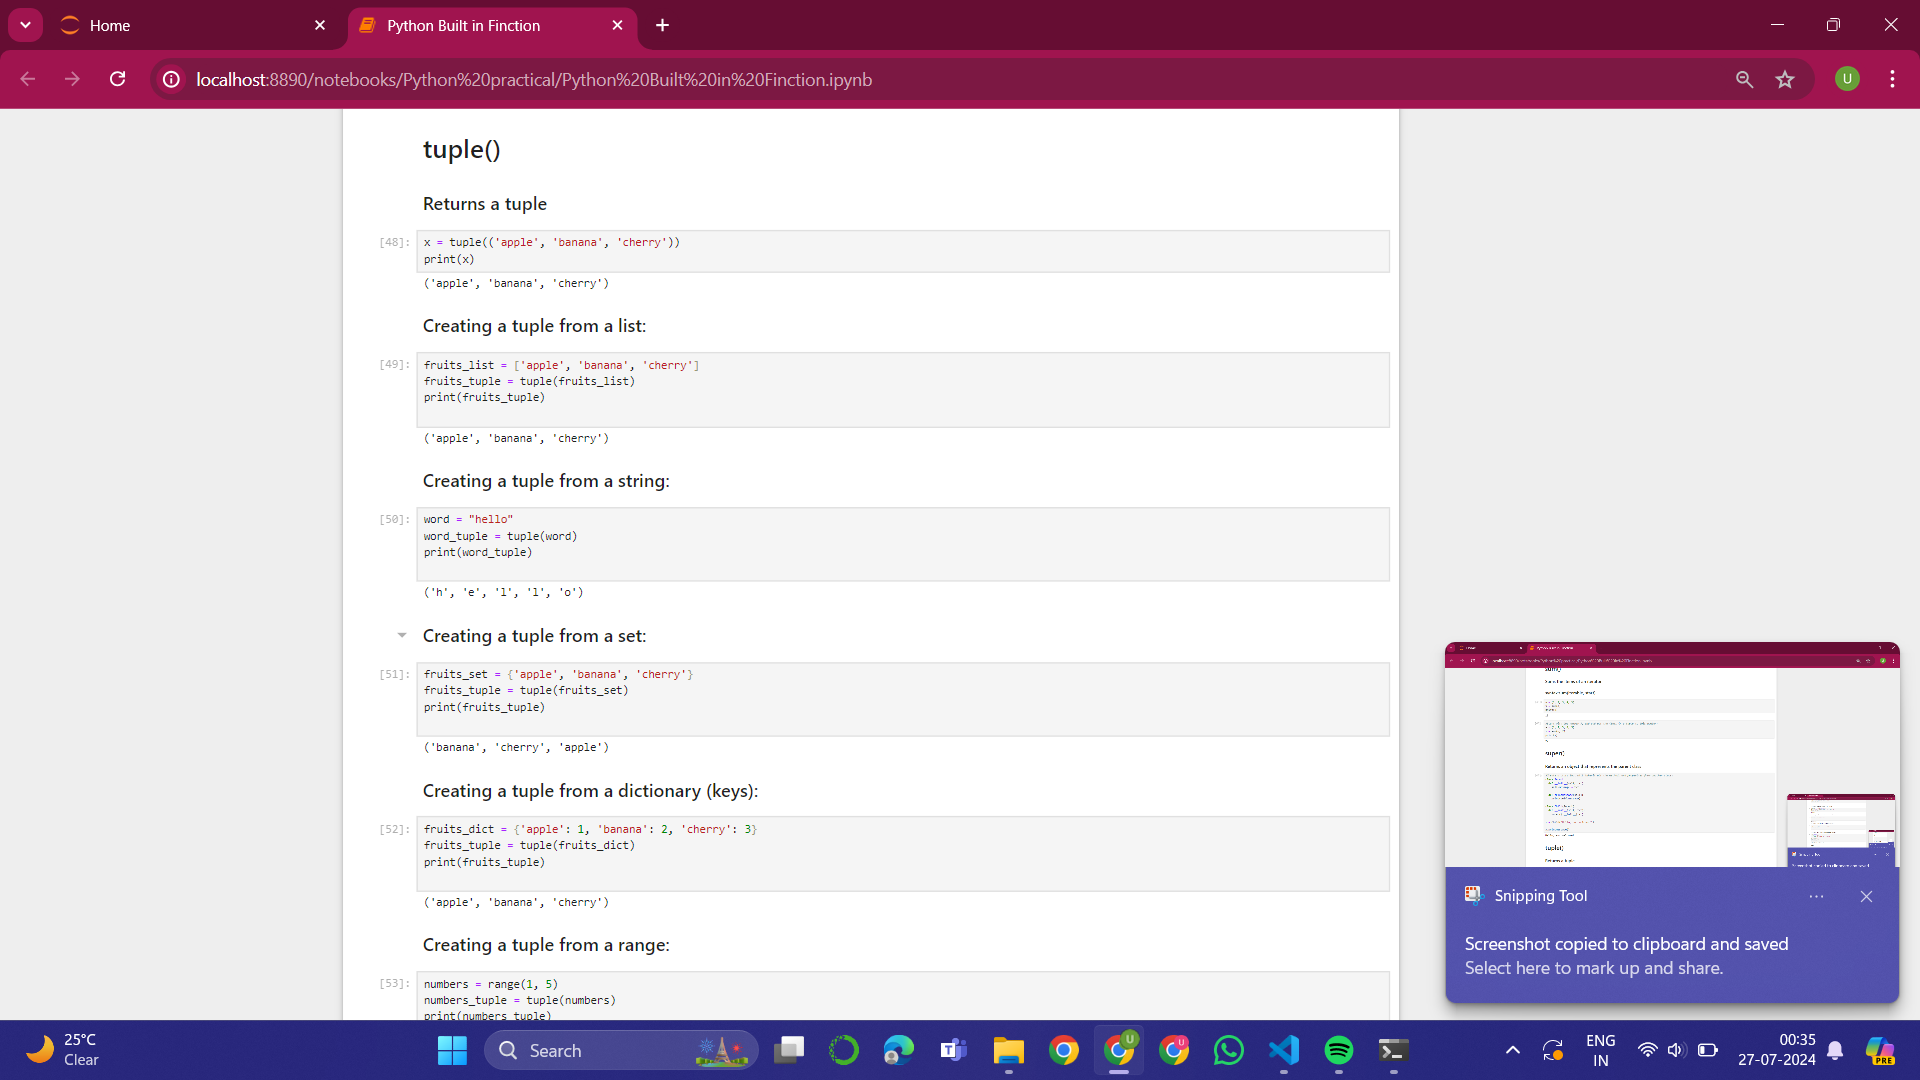 Home
Python Built in Finction
localhost:8890/notebooks/Python%20practical/Python%20Built%20in%20Finction.ipynb
U
tuple()
Returns a tuple
[48]:
x = tuple(('apple', 'banana', 'cherry'))
print(x)
('apple', 'banana', 'cherry')
Creating a tuple from a list:
[49]:
fruits_list = ['apple', 'banana', 'cherry']
fruits_tuple = tuple(fruits_list)
print(fruits_tuple)
('apple', 'banana', 'cherry')
Creating a tuple from a string:
[50]:
word = "hello"
word_tuple = tuple(word)
print(word_tuple)
('h', 'e', 'l', 'l', 'o')
Creating a tuple from a set:
[51]:
fruits_set = {'apple', 'banana', 'cherry'}
fruits_tuple = tuple(fruits_set)
print(fruits_tuple)
('banana', 'cherry', 'apple')
Creating a tuple from a dictionary (keys):
[52]:
fruits_dict = {'apple': 1, 'banana': 2, 'cherry': 3}
fruits_tuple = tuple(fruits_dict)
print(fruits_tuple)
('apple', 'banana', 'cherry')
Creating a tuple from a range:
[53]:
numbers = range(1, 5)
numbers_tuple = tuple(numbers)
print(numbers_tuple)
super()
tuple()
Returns a tuple
Snipping Tool
Screenshot copied to clipboard and saved
Select here to mark up and share.
25°C
Clear
Search
U
U
ENG
IN
00:35
27-07-2024
PRE